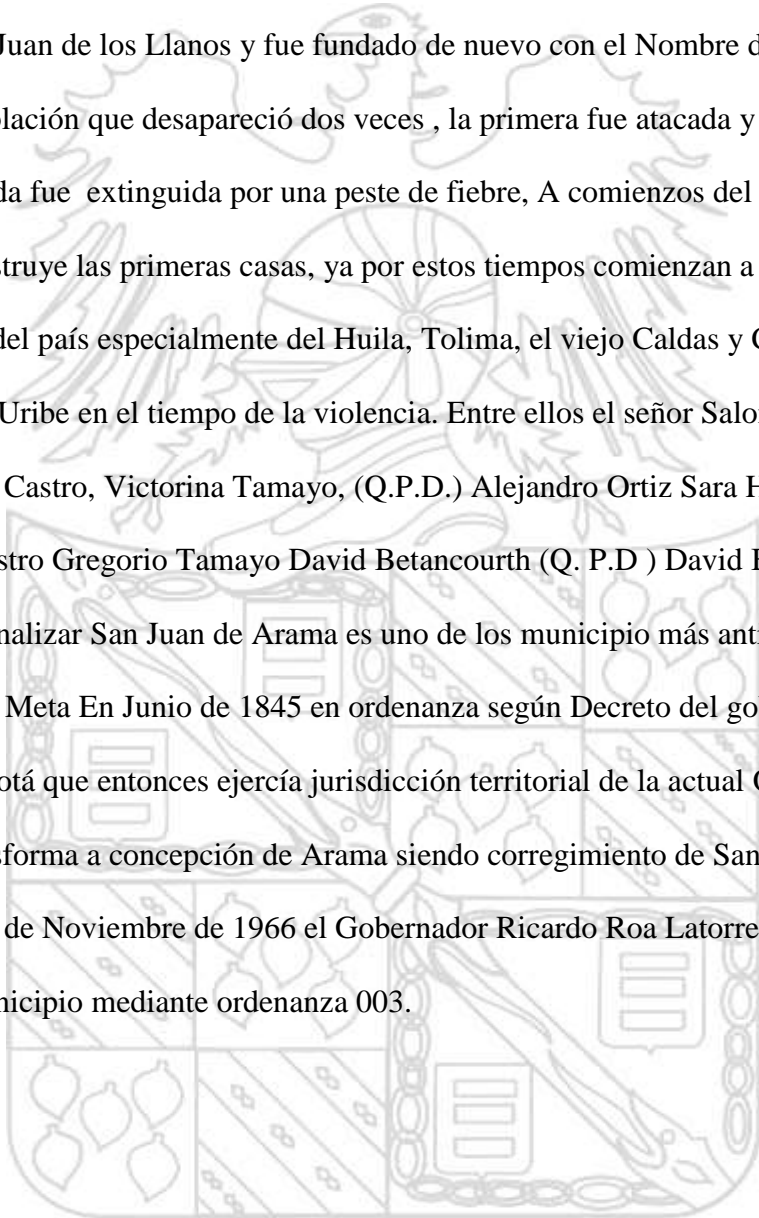 Juan de los Llanos y fue fundado de nuevo con el Nombre d
lación que desapareció dos veces , la primera fue atacada y
da fue extinguida por una peste de fiebre, A comienzos del
struye las primeras casas, ya por estos tiempos comienzan a
del país especialmente del Huila, Tolima, el viejo Caldas y
Uribe en el tiempo de la violencia. Entre ellos el señor Salo
Castro, Victorina Tamayo, (Q.P.D.) Alejandro Ortiz Sara H
stro Gregorio Tamayo David Betancourth (Q. P.D ) David
nalizar San Juan de Arama es uno de los municipio más ant
Meta En Junio de 1845 en ordenanza según Decreto del go
otá que entonces ejercía jurisdicción territorial de la actual
sforma a concepción de Arama siendo corregimiento de San
de Noviembre de 1966 el Gobernador Ricardo Roa Latorre
nicipio mediante ordenanza 003.